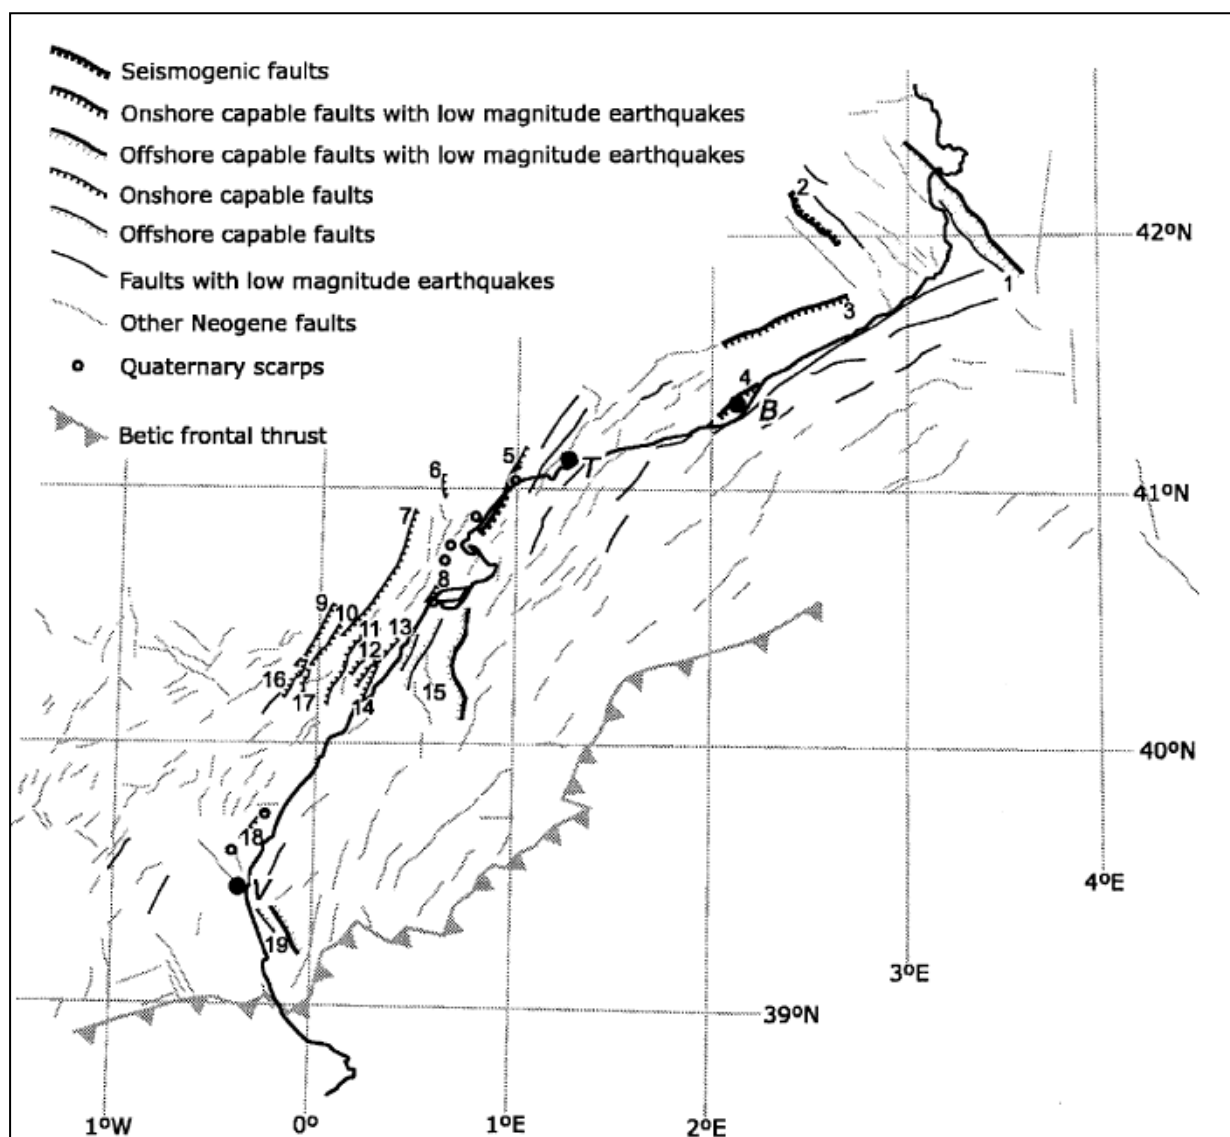 Seismogenic faults
Onshore capable faults with low magnitude earthquakes
Offshore capable faults with low magnitude earthquakes
Onshore capable faults
Offshore capable faults
Faults with low magnitude earthquakes
Other Neogene faults
Quaternary scarps
Betic frontal thrust
2
42ºN
1
3
4
B
5
T
6
41ºN
7
8
9
10
11
13
12
16
15
17
14
40ºN
18
4ºE
V
19
3ºE
39ºN
1ºW
0º
1ºE
2ºE